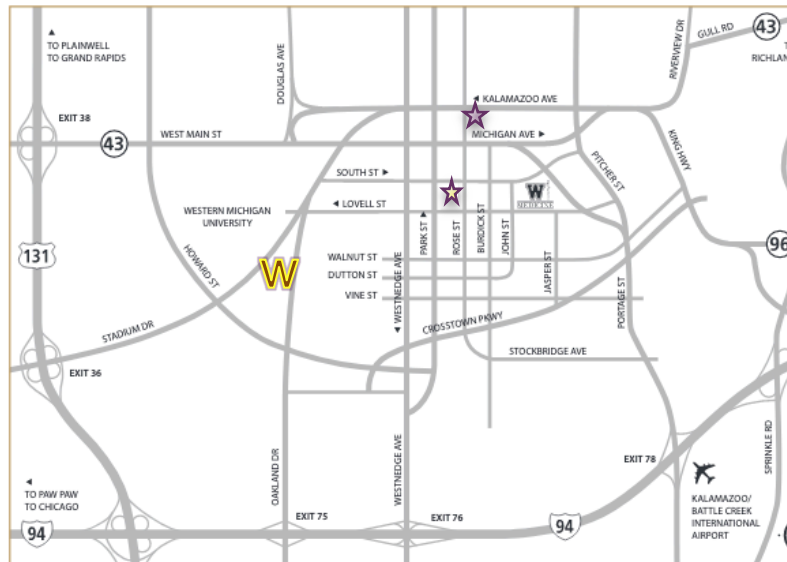 43
GULL RD
RIVERVIEW DR
TO PLAINWELL
TO GRAND RAPIDS
DOUGLAS AVE
KALAMAZOO AVE
EXIT 38
43
WEST MAIN ST
MICHIGAN AVE
KING HWY
SOUTH ST
PITCHER ST
W
LOVELL ST
WESTERN MICHIGAN
UNIVERSITY
PARK ST
ROSE ST
BURDICK ST
JOHN ST
131
96
HOWARD ST
W
WALNUT ST
DUTTON ST
VINE ST
WESTNEDGE AVE
JASPER ST
PORTAGE ST
STADIUM DR
CROSSTOWN PKWY
STOCKBRIDGE AVE
EXIT 36
OAKLAND DR
WESTNEDGE AVE
EXIT 78
SPRINKLE RD
TO PAW PAW
TO CHICAGO
KALAMAZOO/
BATTLE CREEK
INTERNATIONAL
AIRPORT
94
EXIT 75
EXIT 76
94